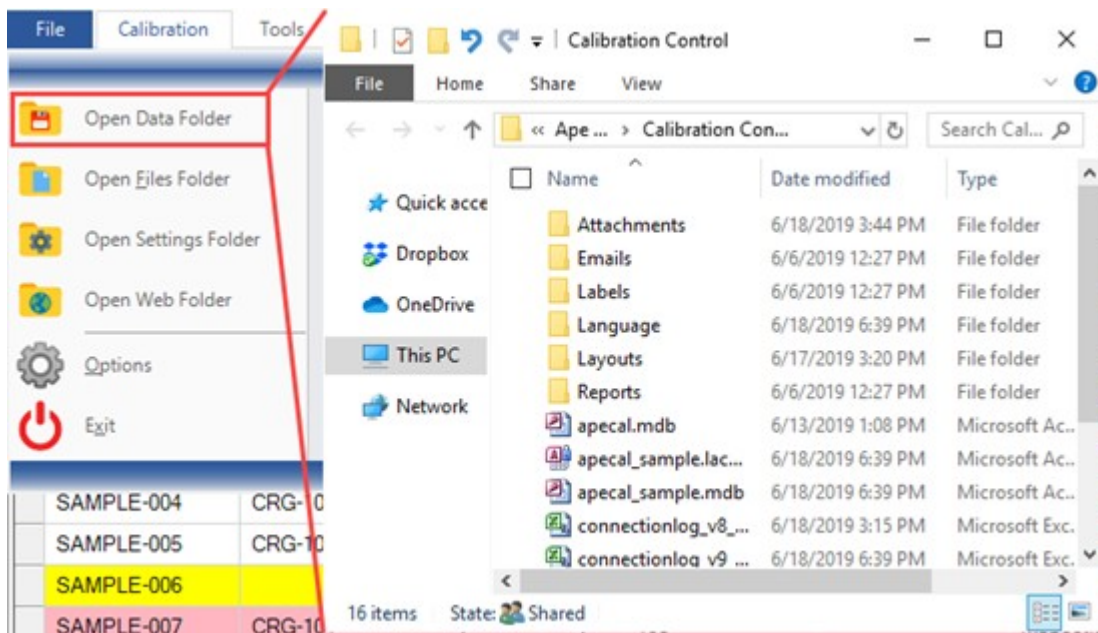 File Calibration Tools
Open Data Folder
Open Files Folder
Open Settings Folder
Open Web Folder
Options
Exit
SAMPLE-004 CRG-10
SAMPLE-005 CRG-10
SAMPLE-006
SAMPLE-007 CRG-10
Calibration Control
File Home Share View
« Ape ... › Calibration Con... Search Cal...
Quick acce
Dropbox
OneDrive
This PC
Network
Name Date modified Type
Attachments 6/18/2019 3:44 PM File folder
Emails 6/6/2019 12:27 PM File folder
Labels 6/6/2019 12:27 PM File folder
Language 6/18/2019 6:39 PM File folder
Layouts 6/17/2019 3:20 PM File folder
Reports 6/6/2019 12:27 PM File folder
apecal.mdb 6/13/2019 1:08 PM Microsoft Ac..
apecal_sample.lac... 6/18/2019 6:39 PM Microsoft Ac..
apecal_sample.mdb 6/18/2019 6:39 PM Microsoft Ac..
connectionlog_v8_... 6/18/2019 3:15 PM Microsoft Exc.
connectionlog_v9 ... 6/18/2019 6:39 PM Microsoft Exc.
16 items State: Shared